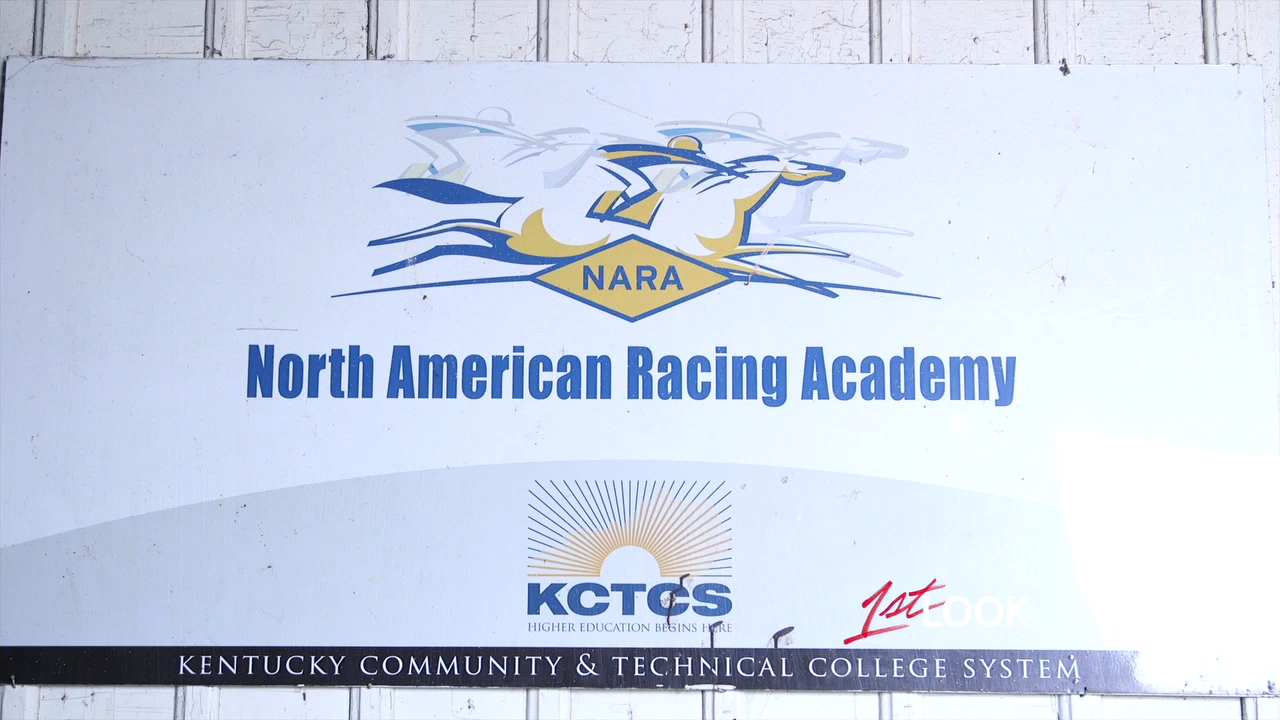 NARA
North American Racing Academy
KCTCS
HIGHER EDUCATION BEGINS HERE
1st LOOK
KENTUCKY COMMUNITY & TECHNICAL COLLEGE SYSTEM